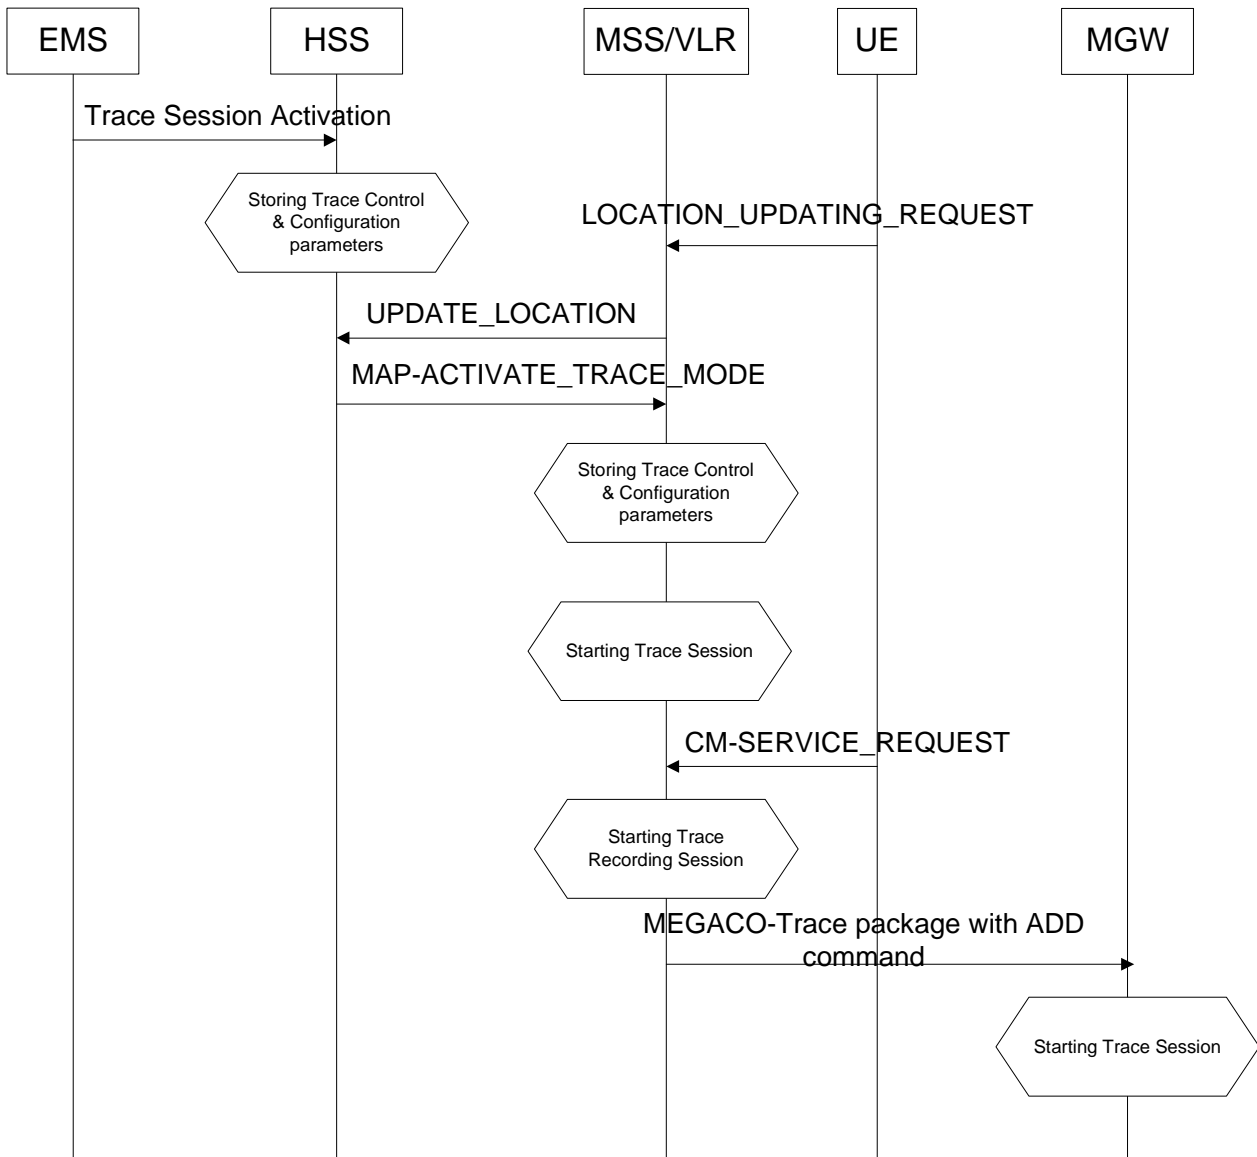 EMS
HSS
MSS/VLR
UE
MGW
Trace Session Activation
Storing Trace Control
& Configuration
parameters
LOCATION_UPDATING_REQUEST
UPDATE_LOCATION
MAP-ACTIVATE_TRACE_MODE
Storing Trace Control
& Configuration
parameters
Starting Trace Session
CM-SERVICE_REQUEST
Starting Trace
Recording Session
MEGACO-Trace package with ADD
command
Starting Trace Session